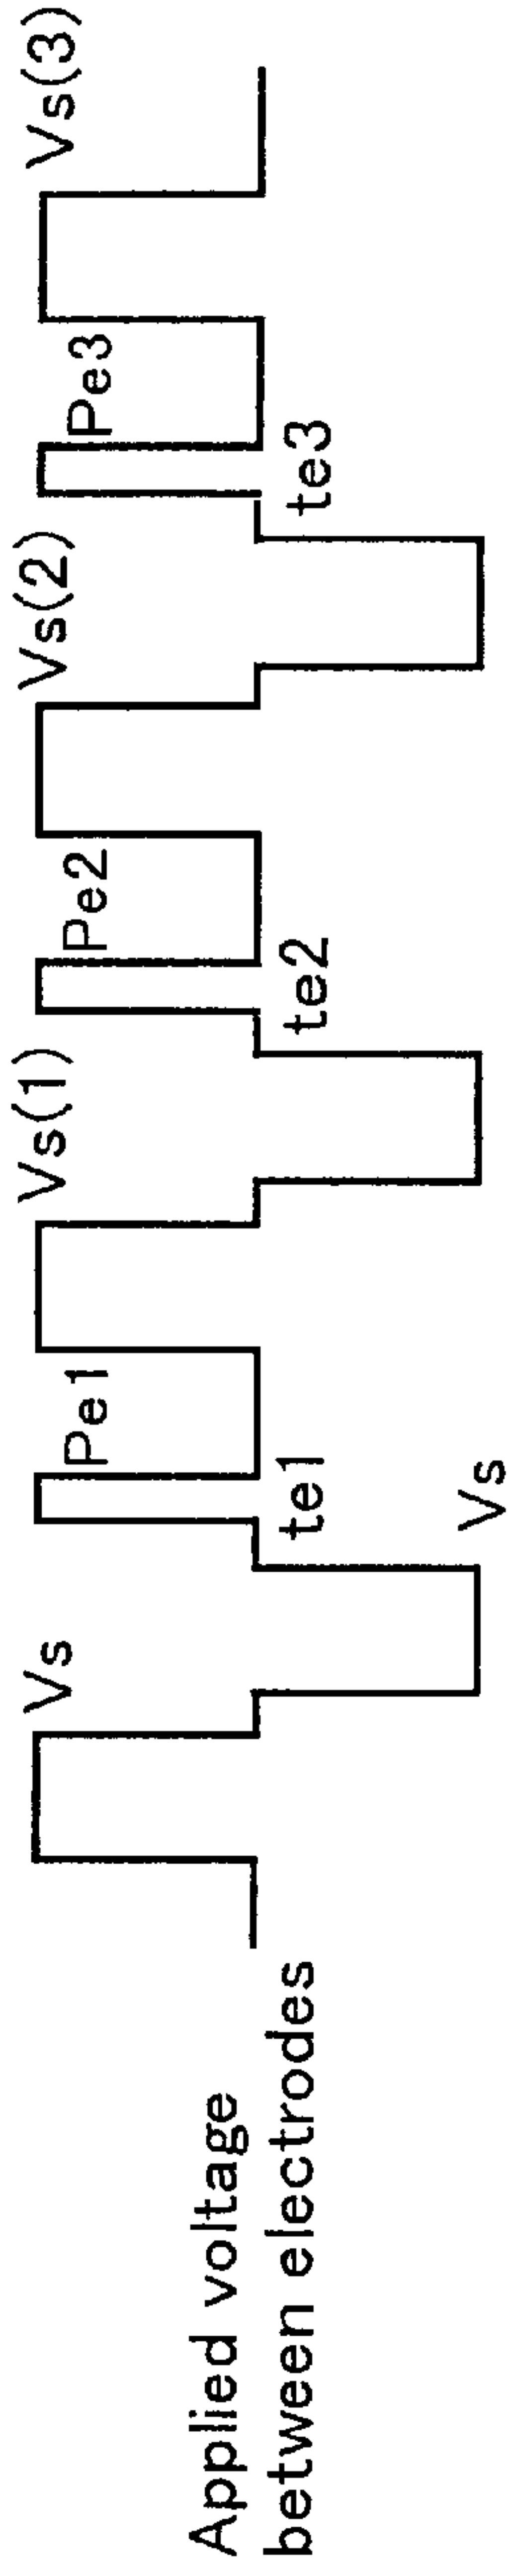 Applied voltage
between electrodes
Vs
Vs
Pe1
te1
Vs(1)
Pe2
te2
Vs(2)
Pe3
te3
Vs(3)